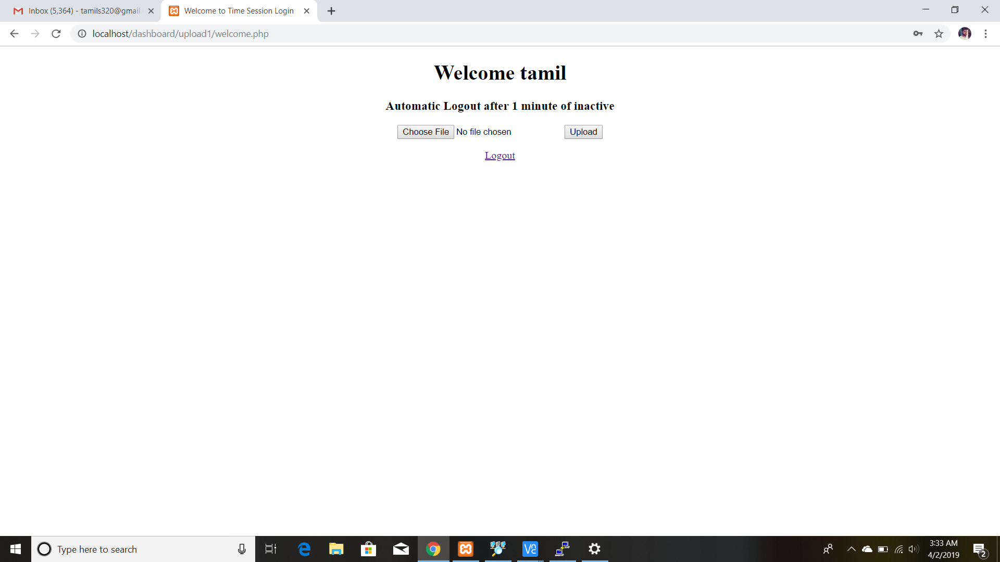 Inbox (5,364) - tamils320@gmail.
Welcome to Time Session Login
localhost/dashboard/upload1/welcome.php
Welcome tamil
Automatic Logout after 1 minute of inactive
Choose File No file chosen Upload
Logout
Type here to search
3:33 AM
4/2/2019
2